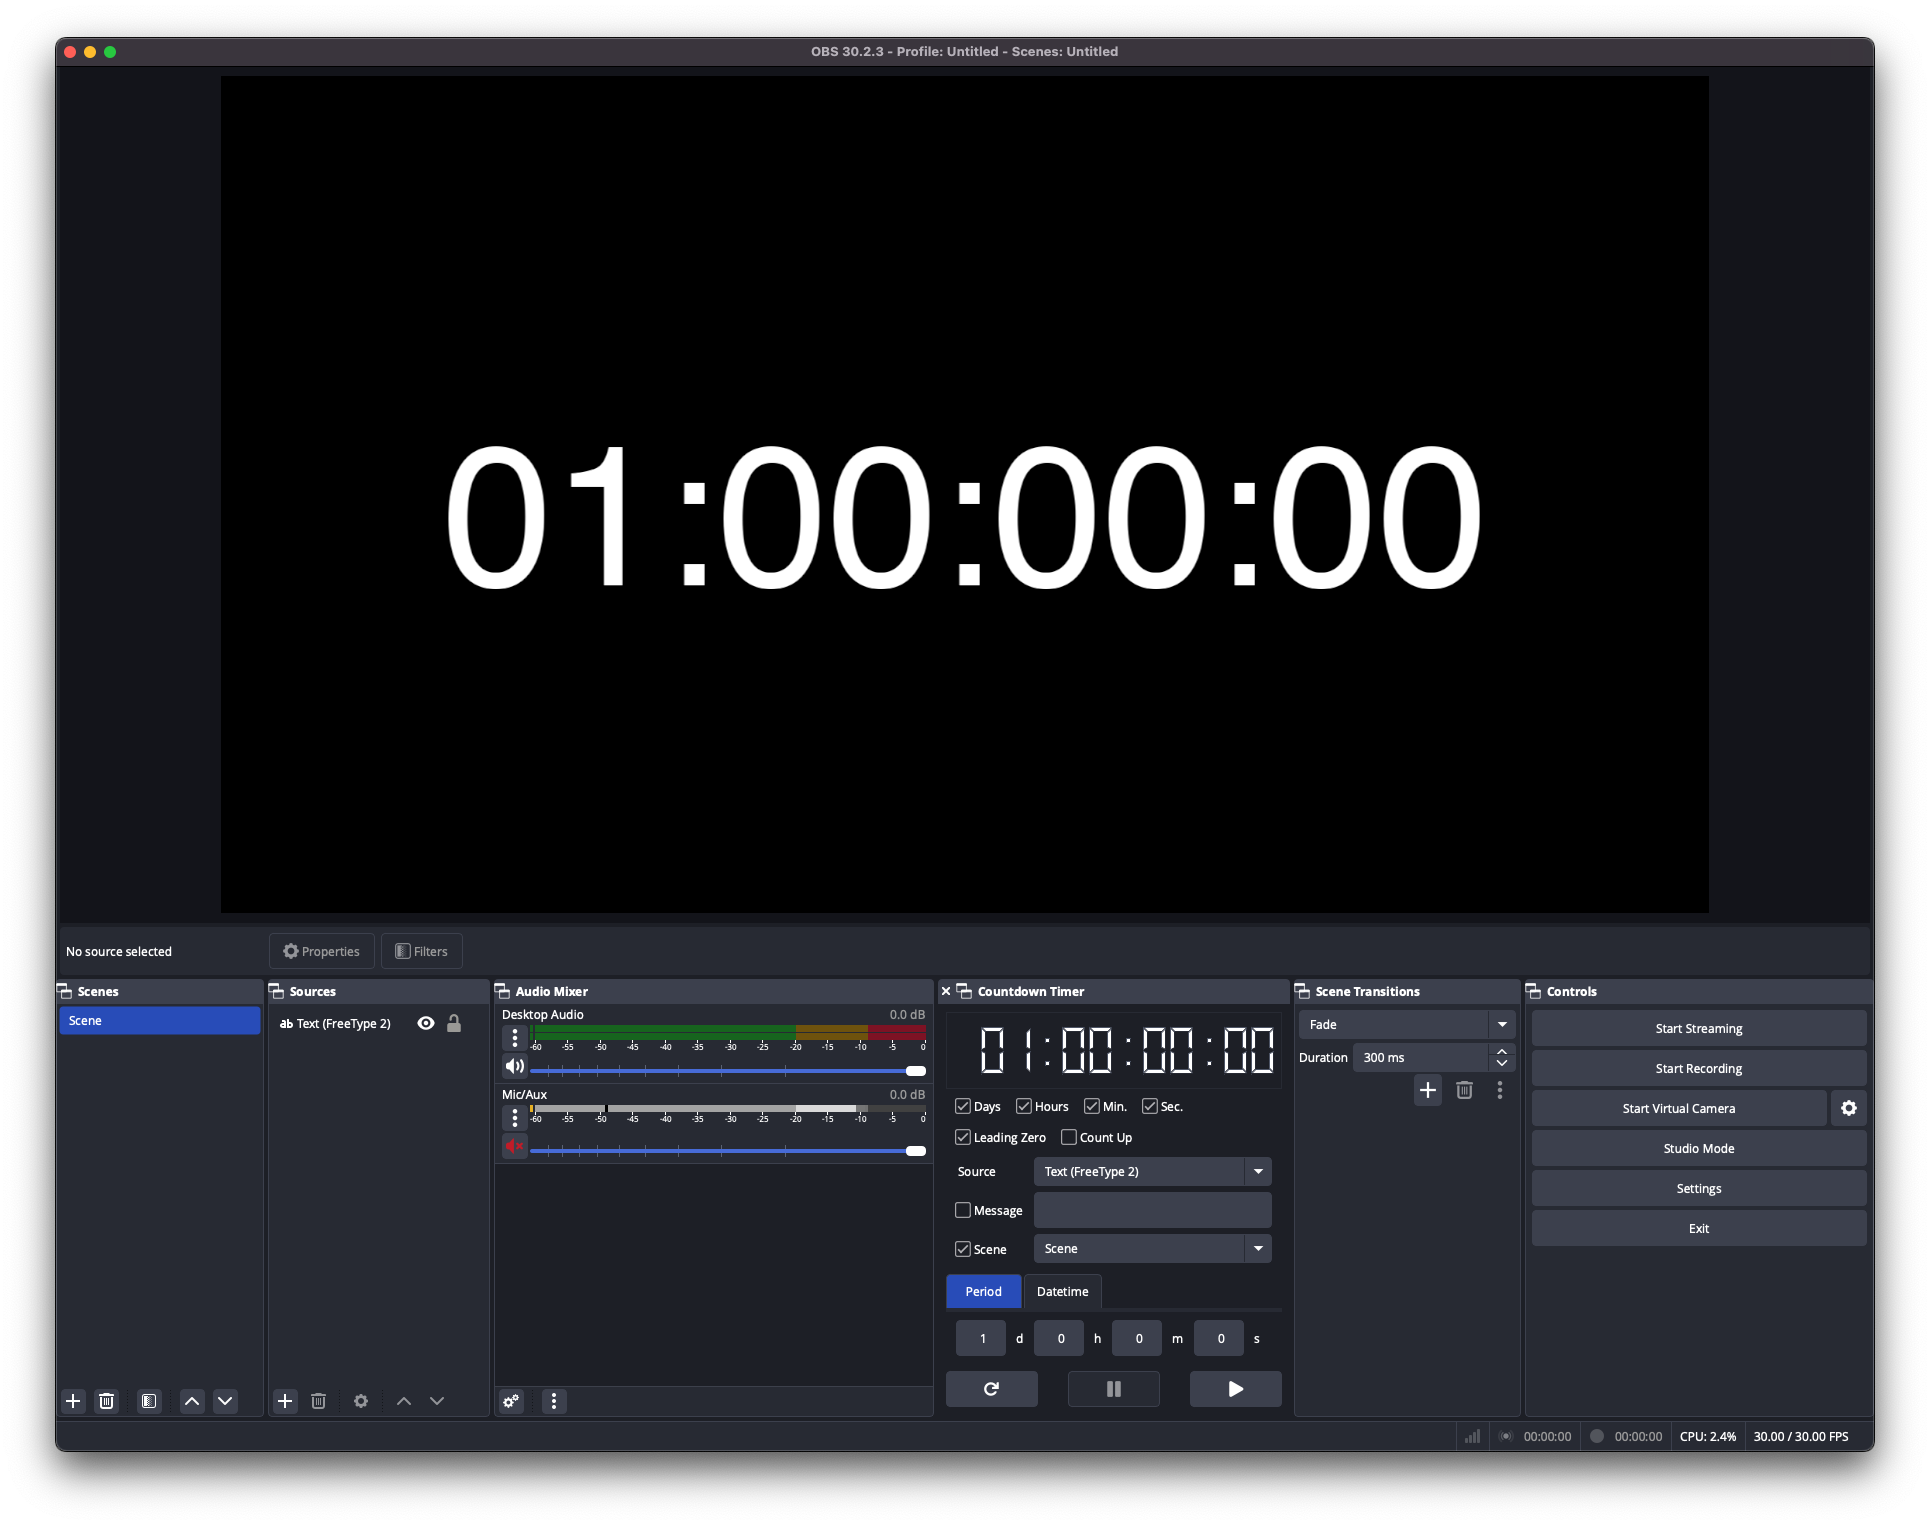 OBS 30.2.3 - Profile: Untitled - Scenes: Untitled
01:00:00:00
No source selected
Properties
Filters
Scenes
Scene
Sources
ab Text (FreeType 2)
Audio Mixer
Desktop Audio 0.0 dB
-60 -55 -50 -45 -40 -35 -30 -25 -20 -15 -10 -5 0
Mic/Aux 0.0 dB
-60 -55 -50 -45 -40 -35 -30 -25 -20 -15 -10 -5 0
Countdown Timer
01:00:00:00
Days Hours Min. Sec.
Leading Zero Count Up
Source Text (FreeType 2)
Message
Scene Scene
Period Datetime
1 d 0 h 0 m 0 s
Scene Transitions
Fade
Duration 300 ms
Controls
Start Streaming
Start Recording
Start Virtual Camera
Studio Mode
Settings
Exit
00:00:00 00:00:00 CPU: 2.4% 30.00 / 30.00 FPS